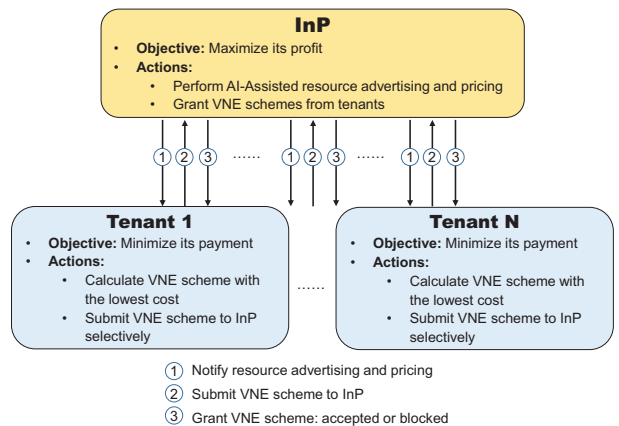 InP
• Objective: Maximize its profit
• Actions:
• Perform AI-Assisted resource advertising and pricing
• Grant VNE schemes from tenants
1 2 3 ...... 1 2 3 ...... 1 2 3
Tenant 1
• Objective: Minimize its payment
• Actions:
• Calculate VNE scheme with
the lowest cost
• Submit VNE scheme to InP
selectively
......
Tenant N
• Objective: Minimize its payment
• Actions:
• Calculate VNE scheme with
the lowest cost
• Submit VNE scheme to InP
selectively
1 Notify resource advertising and pricing
2 Submit VNE scheme to InP
3 Grant VNE scheme: accepted or blocked